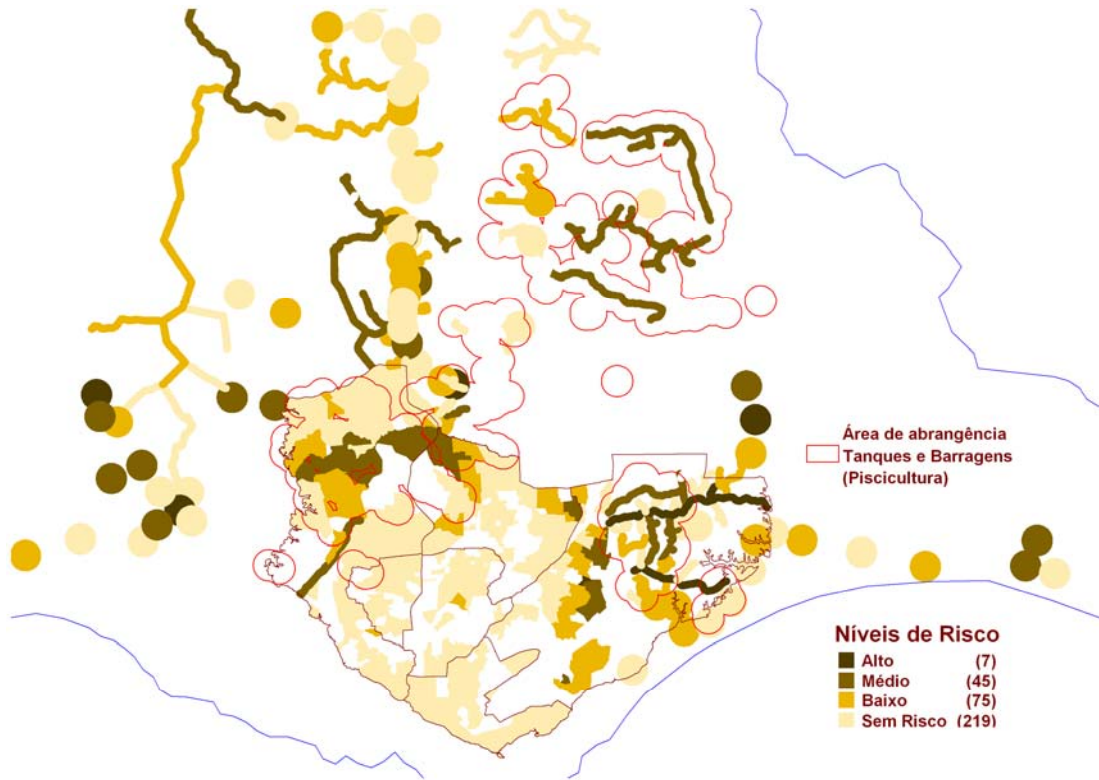 Área de abrangência
Tanques e Barragens
(Piscicultura)
Níveis de Risco
Alto (7)
Médio (45)
Baixo (75)
Sem Risco (219)